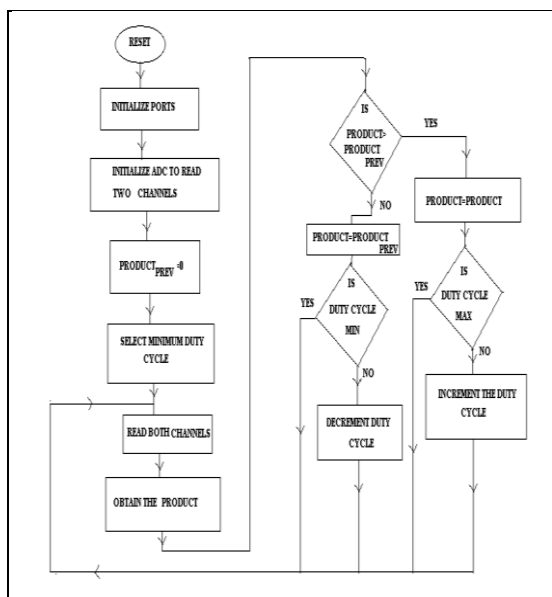 RESET
INITIALIZE PORTS
INITIALIZE ADC TO READ
TWO CHANNELS
PRODUCT PREV =0
SELECT MINIMUM DUTY
CYCLE
READ BOTH CHANNELS
OBTAIN THE PRODUCT
IS
PRODUCT>
PRODUCT
PREV
YES
NO
PRODUCT=PRODUCT
PREV
IS
DUTY CYCLE
MIN
YES
NO
DECREMENT DUTY
CYCLE
PRODUCT=PRODUCT
IS
DUTY CYCLE
MAX
YES
NO
INCREMENT THE DUTY
CYCLE